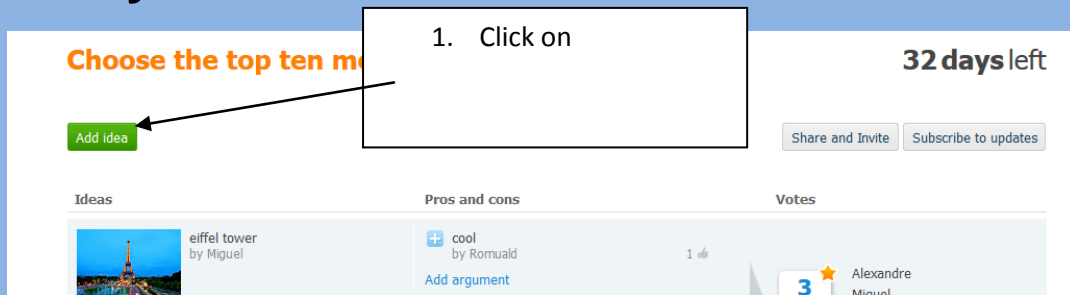 1. Click on
Choose the top ten
32 days left
Add idea
Share and Invite
Subscribe to updates
Ideas
Pros and cons
Votes
eiffel tower
by Miguel
cool
by Romuald
1
Add argument
3
Alexandre
Miguel